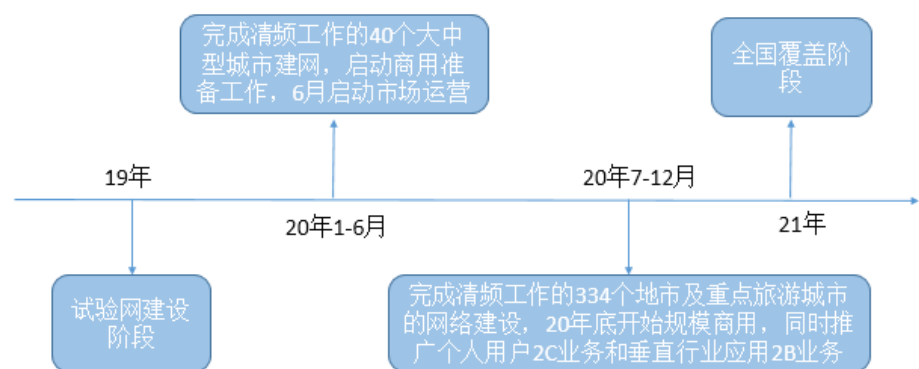 完成清频工作的40个大中
型城市建网，启动商用准
备工作，6月启动市场运营
全国覆盖阶
段
19年
20年7-12月
20年1-6月
21年
试验网建设
阶段
完成清频工作的334个地市及重点旅游城市
的网络建设，20年底开始规模商用，同时推
广个人用户2C业务和垂直行业应用2B业务